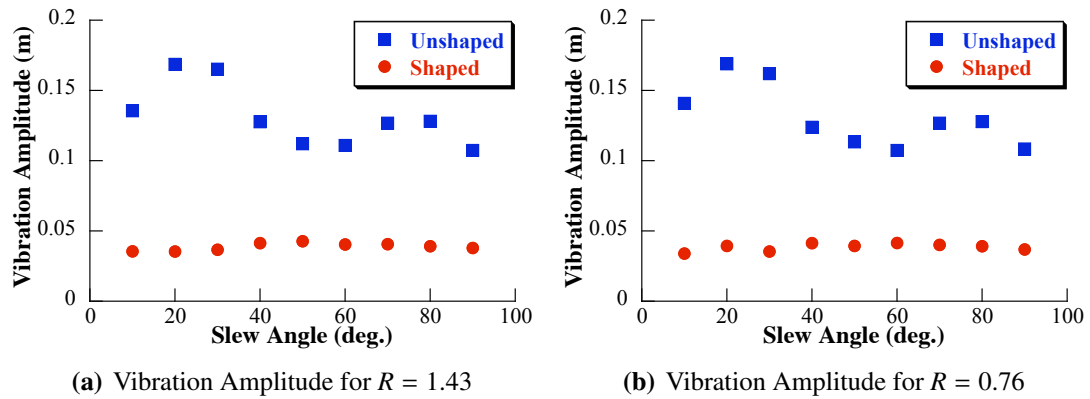 0.2
0.15
0.1
0.05
0
Vibration Amplitude (m)
Unshaped
Shaped
0 20 40 60 80 100
Slew Angle (deg.)
(a) Vibration Amplitude for R = 1.43
0.2
0.15
0.1
0.05
0
Vibration Amplitude (m)
Unshaped
Shaped
0 20 40 60 80 100
Slew Angle (deg.)
(b) Vibration Amplitude for R = 0.76